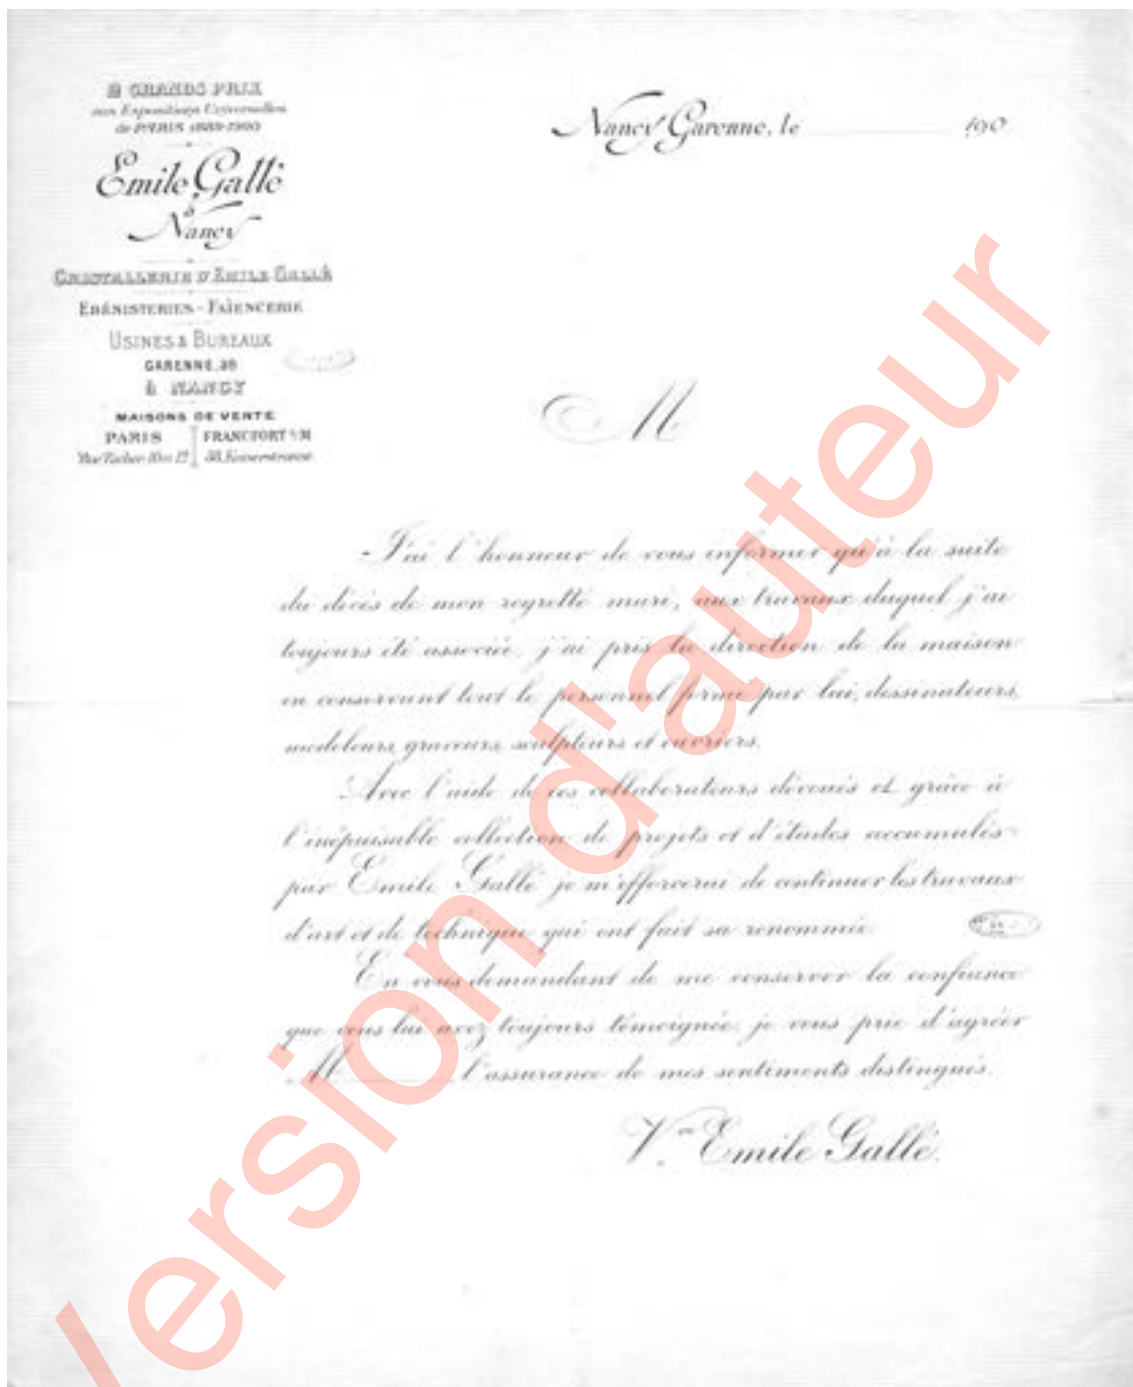 2 GRANDS PRIX
aux Expositions Universelles
de PARIS 1889-1900
Emile Gallé
à
Nancy
CRISTALLERIE D'EMILE GALLÉ
EBÉNISTERIES - FAÏENCERIE
USINES & BUREAUX
GARENNE, 39
à NANCY
MAISONS DE VENTE
PARIS
FRANCFORT s/M
38, Kaiserstrasse
Nancy Garenne, le 190
M
J'ai l'honneur de vous informer qu'à la suite
du décès de mon regretté mari, aux travaux duquel j'ai
toujours été associée, j'ai pris la direction de la maison
en conservant tout le personnel formé par lui, dessinateurs,
modeleurs, graveurs, sculpteurs et ouvriers.
Avec l'aide de ces collaborateurs dévoués et grâce à
l'inépuisable collection de projets et d'études accumulés
par Emile Gallé je m'efforcerai de continuer les travaux
d'art et de technique qui ont fait sa renommée.
En vous demandant de me conserver la confiance
que vous lui avez toujours témoignée, je vous prie d'agréer
M l'assurance de mes sentiments distingués.
Vve Emile Gallé.
Version d'auteur